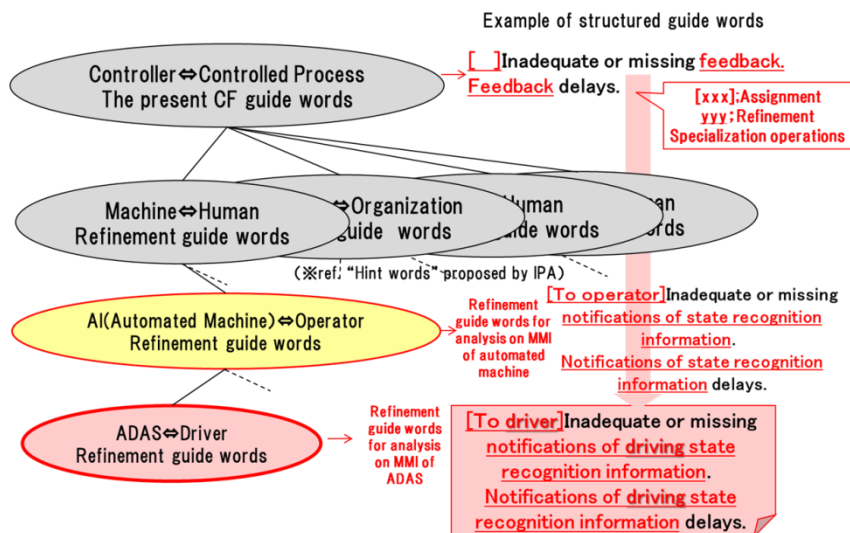 Example of structured guide words
Controller⇔Controlled Process
The present CF guide words
[  ]Inadequate or missing feedback.
Feedback delays.
[xxx];Assignment
yyy;Refinement
Specialization operations
Machine⇔Human
Refinement guide words
⇔Organization
guide words
Human
uide words
an
words
(※ref. "Hint words" proposed by IPA)
AI(Automated Machine)⇔Operator
Refinement guide words
Refinement
guide words for
analysis on MMI
of automated
machine
[To operator]Inadequate or missing
notifications of state recognition
information.
Notifications of state recognition
information delays.
ADAS⇔Driver
Refinement guide words
Refinement
guide words
for analysis
on MMI of
ADAS
[To driver]Inadequate or missing
notifications of driving state
recognition information.
Notifications of driving state
recognition information delays.